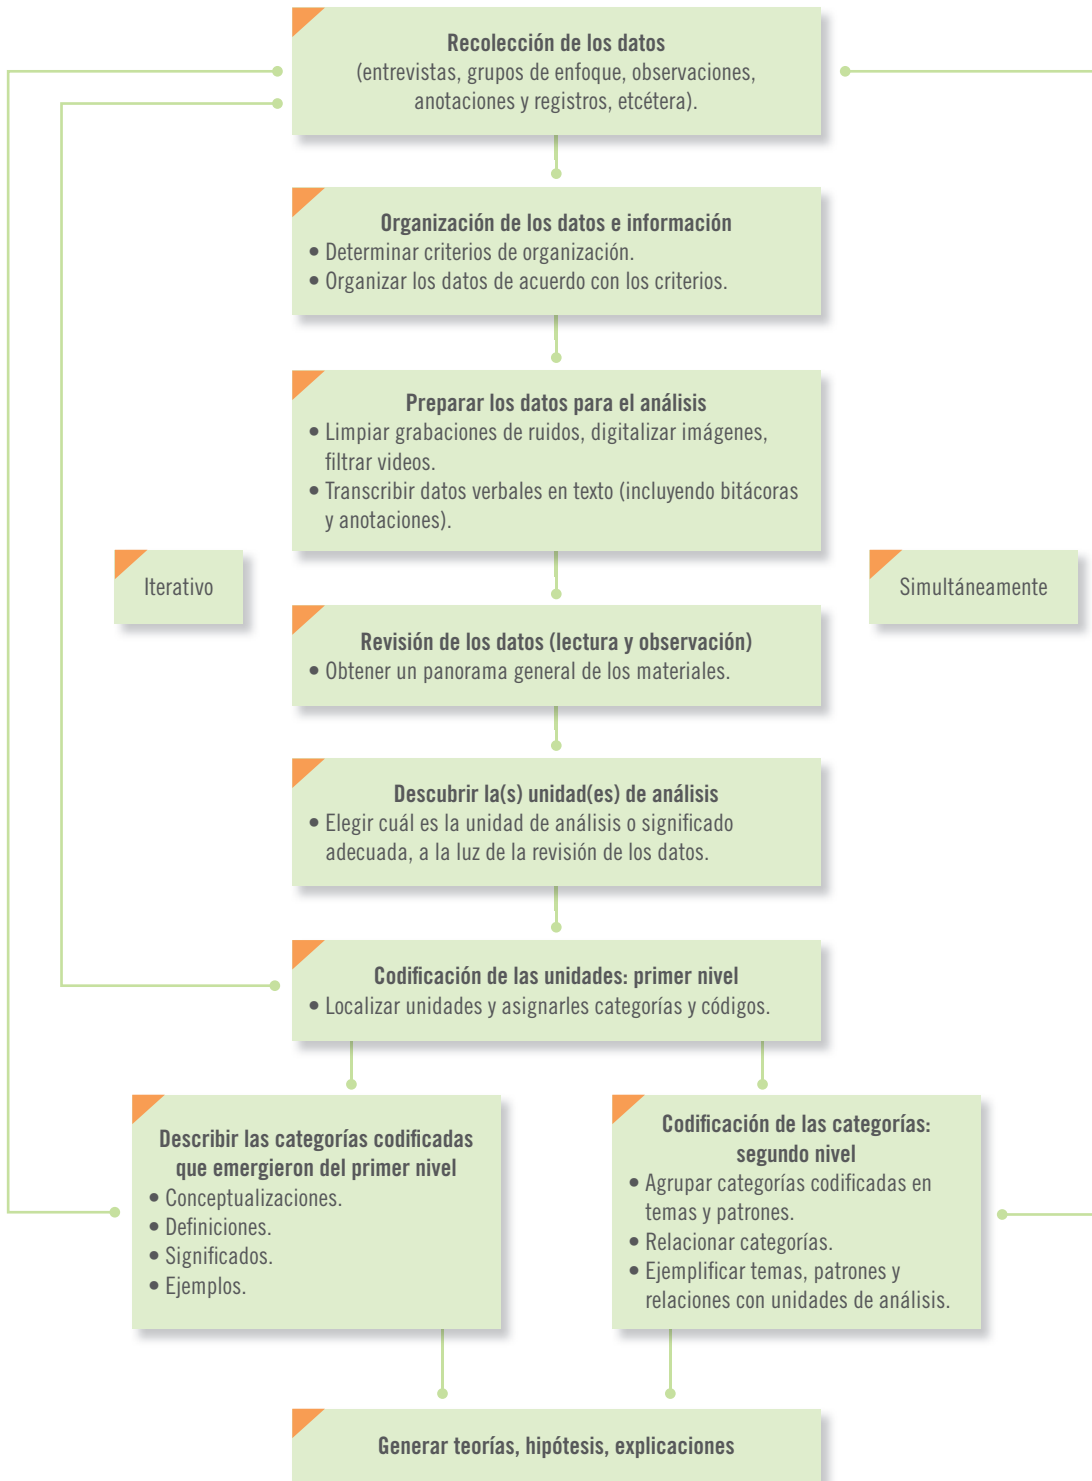 Recolección de los datos
(entrevistas, grupos de enfoque, observaciones,
anotaciones y registros, etcétera).
Organización de los datos e información
• Determinar criterios de organización.
• Organizar los datos de acuerdo con los criterios.
Preparar los datos para el análisis
• Limpiar grabaciones de ruidos, digitalizar imágenes,
filtrar videos.
• Transcribir datos verbales en texto (incluyendo bitácoras
y anotaciones).
Iterativo
Simultáneamente
Revisión de los datos (lectura y observación)
• Obtener un panorama general de los materiales.
Descubrir la(s) unidad(es) de análisis
• Elegir cuál es la unidad de análisis o significado
adecuada, a la luz de la revisión de los datos.
Codificación de las unidades: primer nivel
• Localizar unidades y asignarles categorías y códigos.
Describir las categorías codificadas
que emergieron del primer nivel
• Conceptualizaciones.
• Definiciones.
• Significados.
• Ejemplos.
Codificación de las categorías:
segundo nivel
• Agrupar categorías codificadas en
temas y patrones.
• Relacionar categorías.
• Ejemplificar temas, patrones y
relaciones con unidades de análisis.
Generar teorías, hipótesis, explicaciones